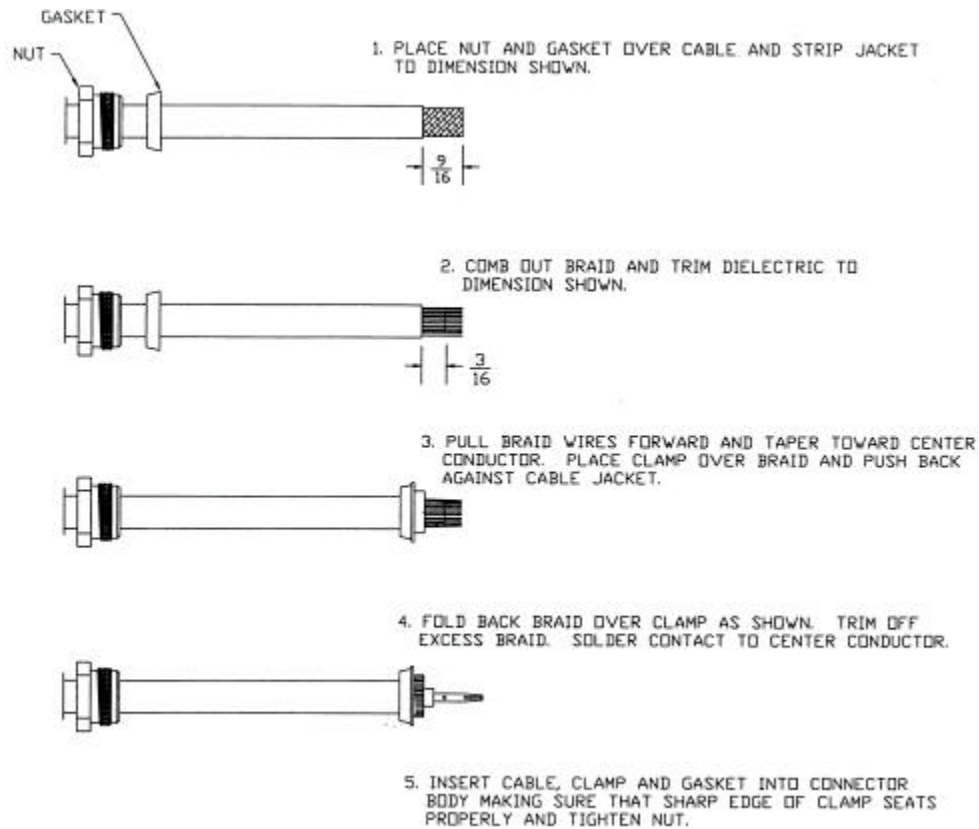 GASKET
NUT
1. PLACE NUT AND GASKET OVER CABLE AND STRIP JACKET
TO DIMENSION SHOWN.
9
16
2. COMB OUT BRAID AND TRIM DIELECTRIC TO
DIMENSION SHOWN.
3
16
3. PULL BRAID WIRES FORWARD AND TAPER TOWARD CENTER
CONDUCTOR. PLACE CLAMP OVER BRAID AND PUSH BACK
AGAINST CABLE JACKET.
4. FOLD BACK BRAID OVER CLAMP AS SHOWN. TRIM OFF
EXCESS BRAID. SOLDER CONTACT TO CENTER CONDUCTOR.
5. INSERT CABLE, CLAMP AND GASKET INTO CONNECTOR
BODY MAKING SURE THAT SHARP EDGE OF CLAMP SEATS
PROPERLY AND TIGHTEN NUT.